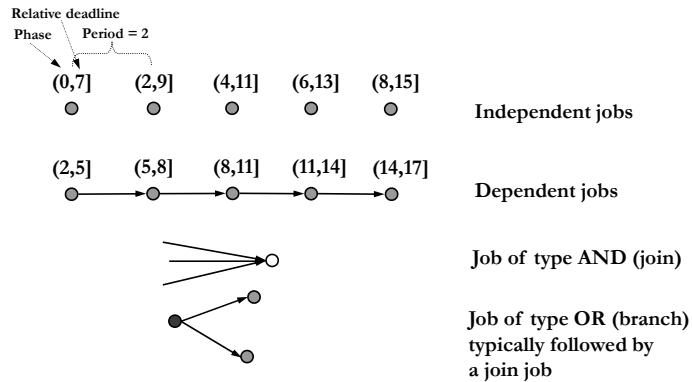 Relative deadline
Phase
Period = 2
(0,7] (2,9] (4,11] (6,13] (8,15]
Independent jobs
(2,5] (5,8] (8,11] (11,14] (14,17]
Dependent jobs
Job of type AND (join)
Job of type OR (branch)
typically followed by
a join job